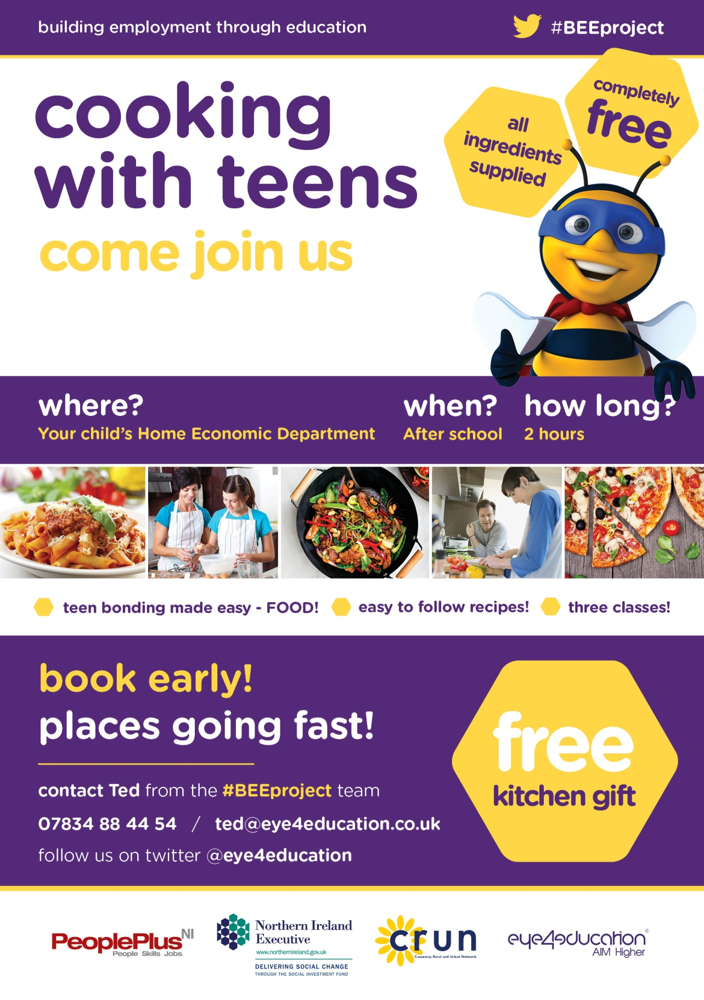 building employment through education
#BEEproject
cooking
with teens
come join us
all
ingredients
supplied
completely
free
where?
Your child's Home Economic Department
when?
After school
how long?
2 hours
teen bonding made easy - FOOD!
easy to follow recipes!
three classes!
book early!
places going fast!
contact Ted from the #BEEproject team
07834 88 44 54 / ted@eye4education.co.uk
follow us on twitter @eye4education
free
kitchen gift
PeoplePlus NI
People Skills Jobs
Northern Ireland
Executive
www.northernireland.gov.uk
DELIVERING SOCIAL CHANGE
THROUGH THE SOCIAL INVESTMENT FUND
crun
Causeway Rural and Urban Network
eye4education®
AIM Higher